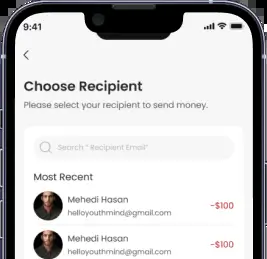 9:41
Choose Recipient
Please select your recipient to send money.
Search " Recipient Email"
Most Recent
Mehedi Hasan
-$100
helloyouthmind@gmail.com
Mehedi Hasan
-$100
helloyouthmind@gmail.com